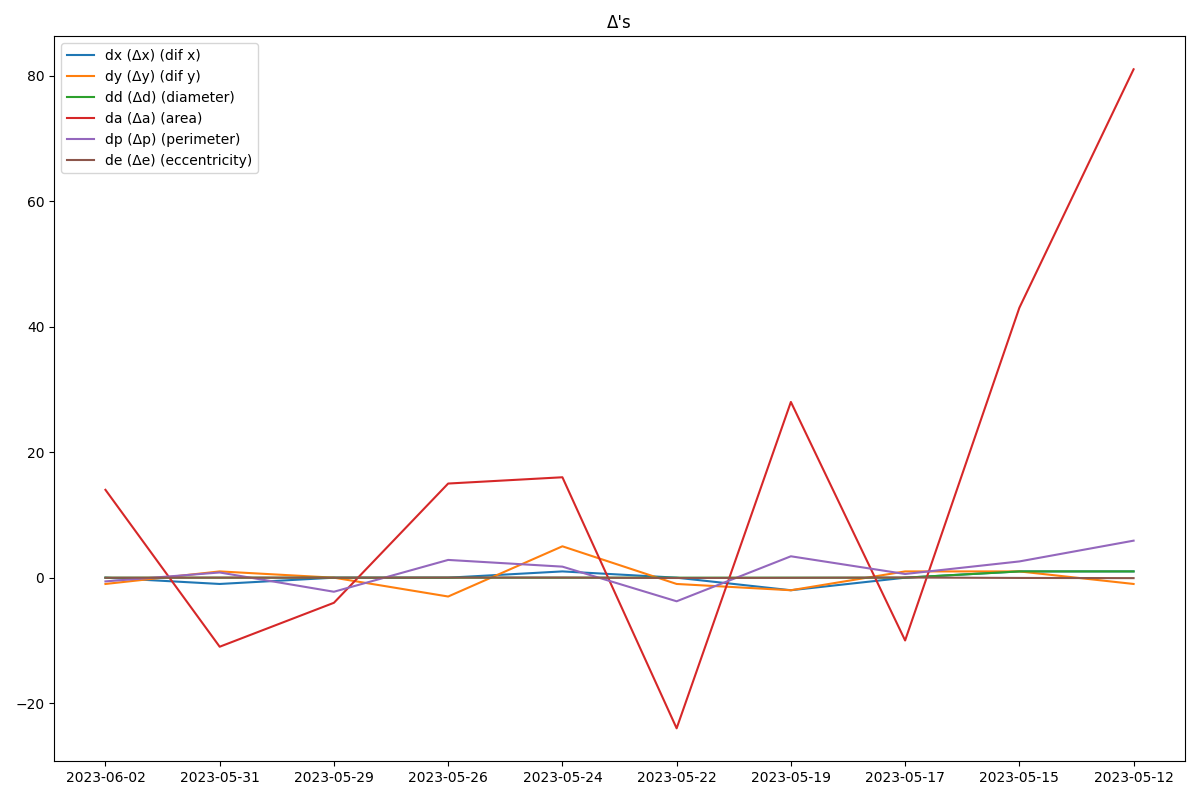 Δ's
dx (Δx) (dif x)
dy (Δy) (dif y)
dd (Δd) (diameter)
da (Δa) (area)
dp (Δp) (perimeter)
de (Δe) (eccentricity)
80
60
40
20
0
−20
2023-06-02 2023-05-31 2023-05-29 2023-05-26 2023-05-24 2023-05-22 2023-05-19 2023-05-17 2023-05-15 2023-05-12